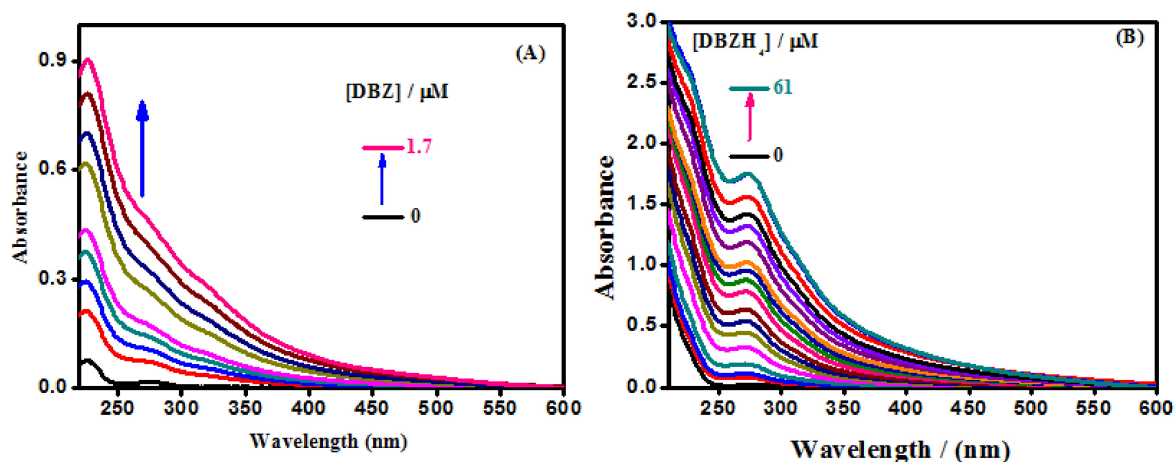 (A)
[DBZ] / μM
1.7
0
0.9
0.6
0.3
0.0
Absorbance
250 300 350 400 450 500 550 600
Wavelength (nm)
(B)
[DBZH4] / μM
61
0
3.0
2.5
2.0
1.5
1.0
0.5
0.0
Absorbance
250 300 350 400 450 500 550 600
Wavelength / (nm)